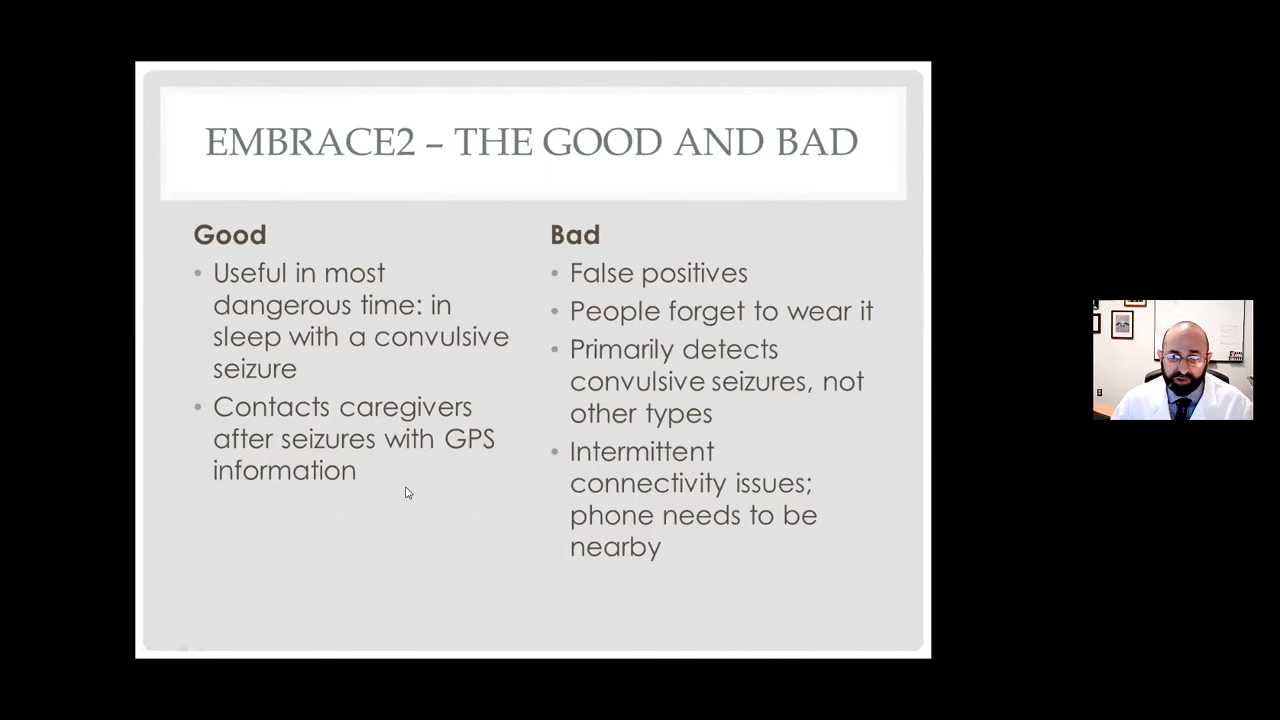 EMBRACE2 – THE GOOD AND BAD
Good
• Useful in most
dangerous time: in
sleep with a convulsive
seizure
• Contacts caregivers
after seizures with GPS
information
Bad
• False positives
• People forget to wear it
• Primarily detects
convulsive seizures, not
other types
• Intermittent
connectivity issues;
phone needs to be
nearby